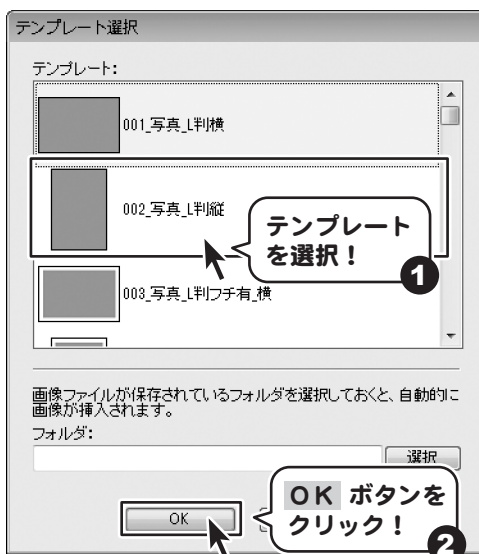 テンプレート選択
テンプレート:
001_写真_L判横
002_写真_L判縦
テンプレート
を選択！
1
003_写真_L判フチ有_横
画像ファイルが保存されているフォルダを選択しておくと、自動的に
画像が挿入されます。
フォルダ:
選択
OK
OK ボタンを
クリック！
2